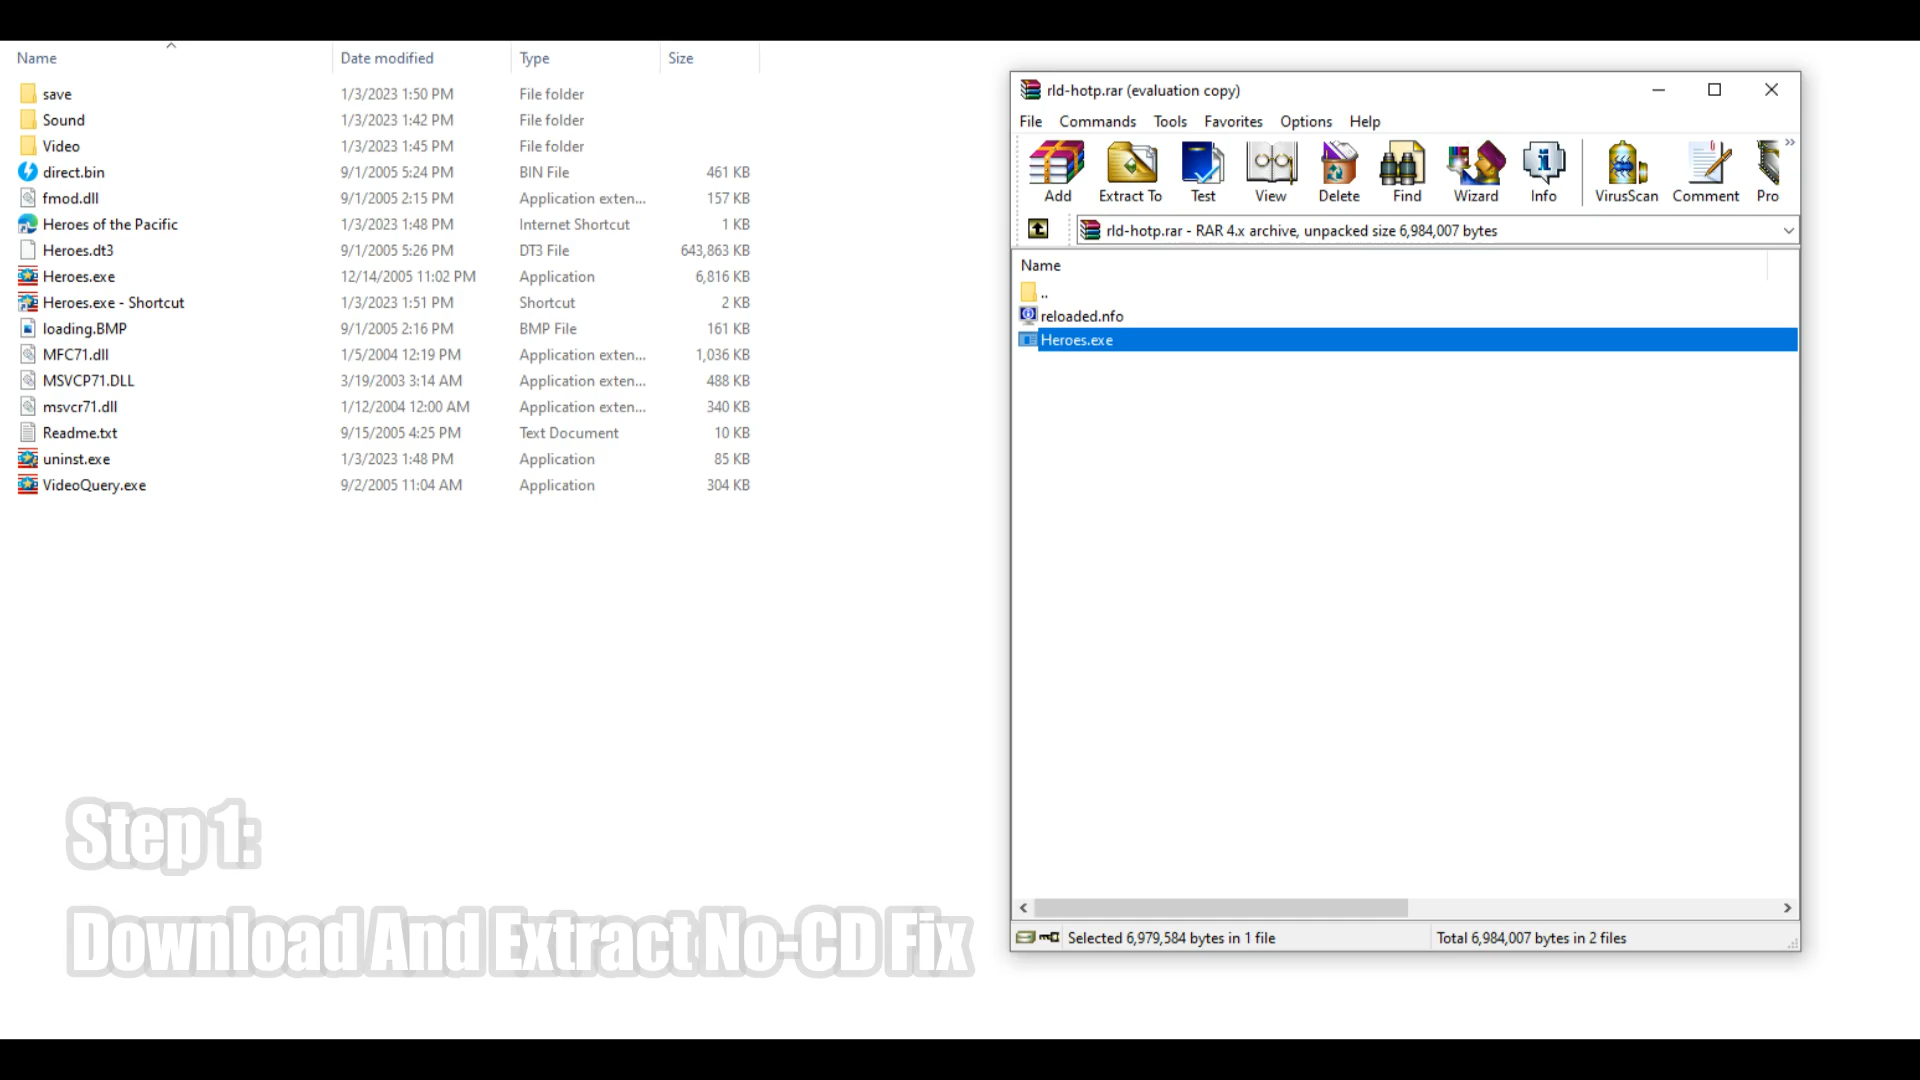 Name Date modified Type Size
save 1/3/2023 1:50 PM File folder
Sound 1/3/2023 1:42 PM File folder
Video 1/3/2023 1:45 PM File folder
direct.bin 9/1/2005 5:24 PM BIN File 461 KB
fmod.dll 9/1/2005 2:15 PM Application exten... 157 KB
Heroes of the Pacific 1/3/2023 1:48 PM Internet Shortcut 1 KB
Heroes.dt3 9/1/2005 5:26 PM DT3 File 643,863 KB
Heroes.exe 12/14/2005 11:02 PM Application 6,816 KB
Heroes.exe - Shortcut 1/3/2023 1:51 PM Shortcut 2 KB
loading.BMP 9/1/2005 2:16 PM BMP File 161 KB
MFC71.dll 1/5/2004 12:19 PM Application exten... 1,036 KB
MSVCP71.DLL 3/19/2003 3:14 AM Application exten... 488 KB
msvcr71.dll 1/12/2004 12:00 AM Application exten... 340 KB
Readme.txt 9/15/2005 4:25 PM Text Document 10 KB
uninst.exe 1/3/2023 1:48 PM Application 85 KB
VideoQuery.exe 9/2/2005 11:04 AM Application 304 KB
Step 1:
Download And Extract No-CD Fix
rld-hotp.rar (evaluation copy)
File Commands Tools Favorites Options Help
Add Extract To Test View Delete Find Wizard Info VirusScan Comment Pro
rld-hotp.rar - RAR 4.x archive, unpacked size 6,984,007 bytes
Name
..
reloaded.nfo
Heroes.exe
Selected 6,979,584 bytes in 1 file Total 6,984,007 bytes in 2 files